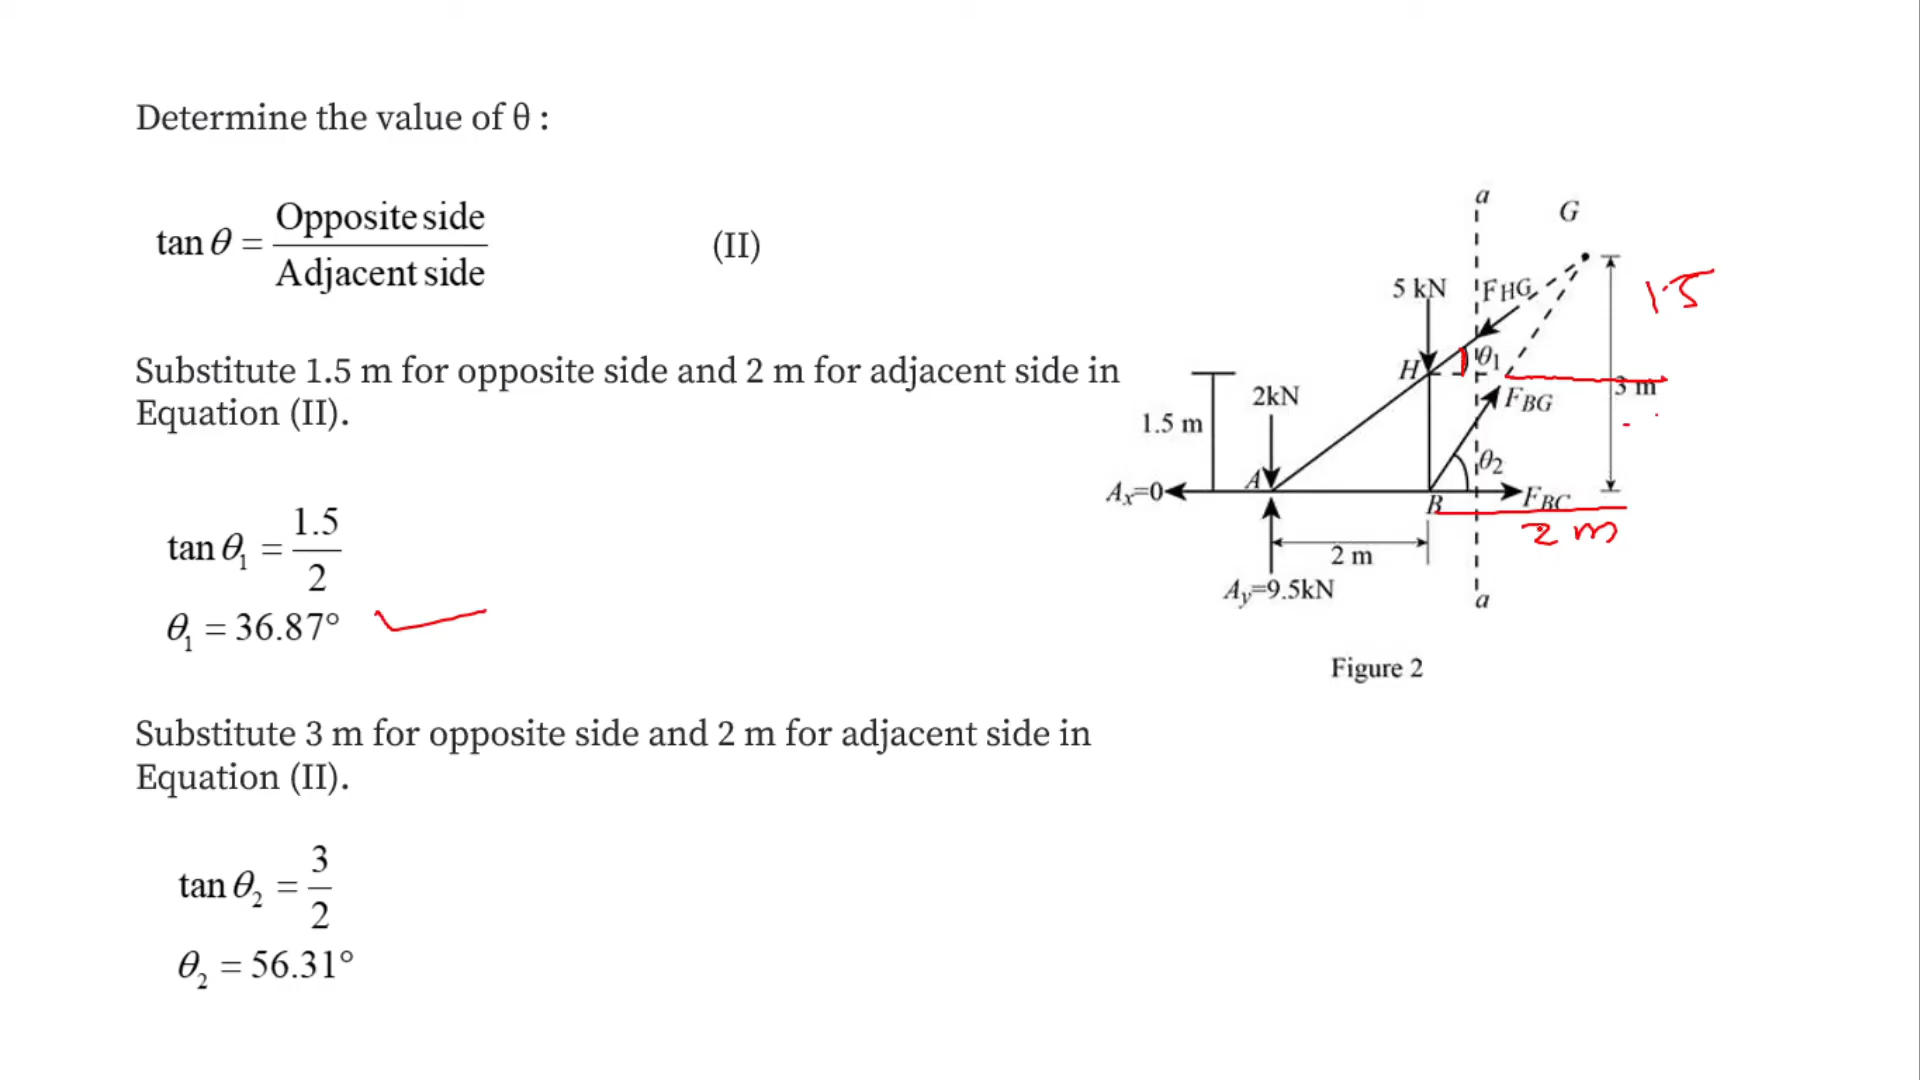 Determine the value of θ :
tan θ = Opposite side / Adjacent side (II)
Substitute 1.5 m for opposite side and 2 m for adjacent side in
Equation (II).
tan θ₁ = 1.5 / 2
θ₁ = 36.87°
Substitute 3 m for opposite side and 2 m for adjacent side in
Equation (II).
tan θ₂ = 3 / 2
θ₂ = 56.31°
a
G
5 kN
FHG
1.5
H
θ₁
3 m
2kN
FBG
1.5 m
θ₂
A
Ax=0
B
FBC
2 m
2 m
Ay=9.5kN
a
Figure 2